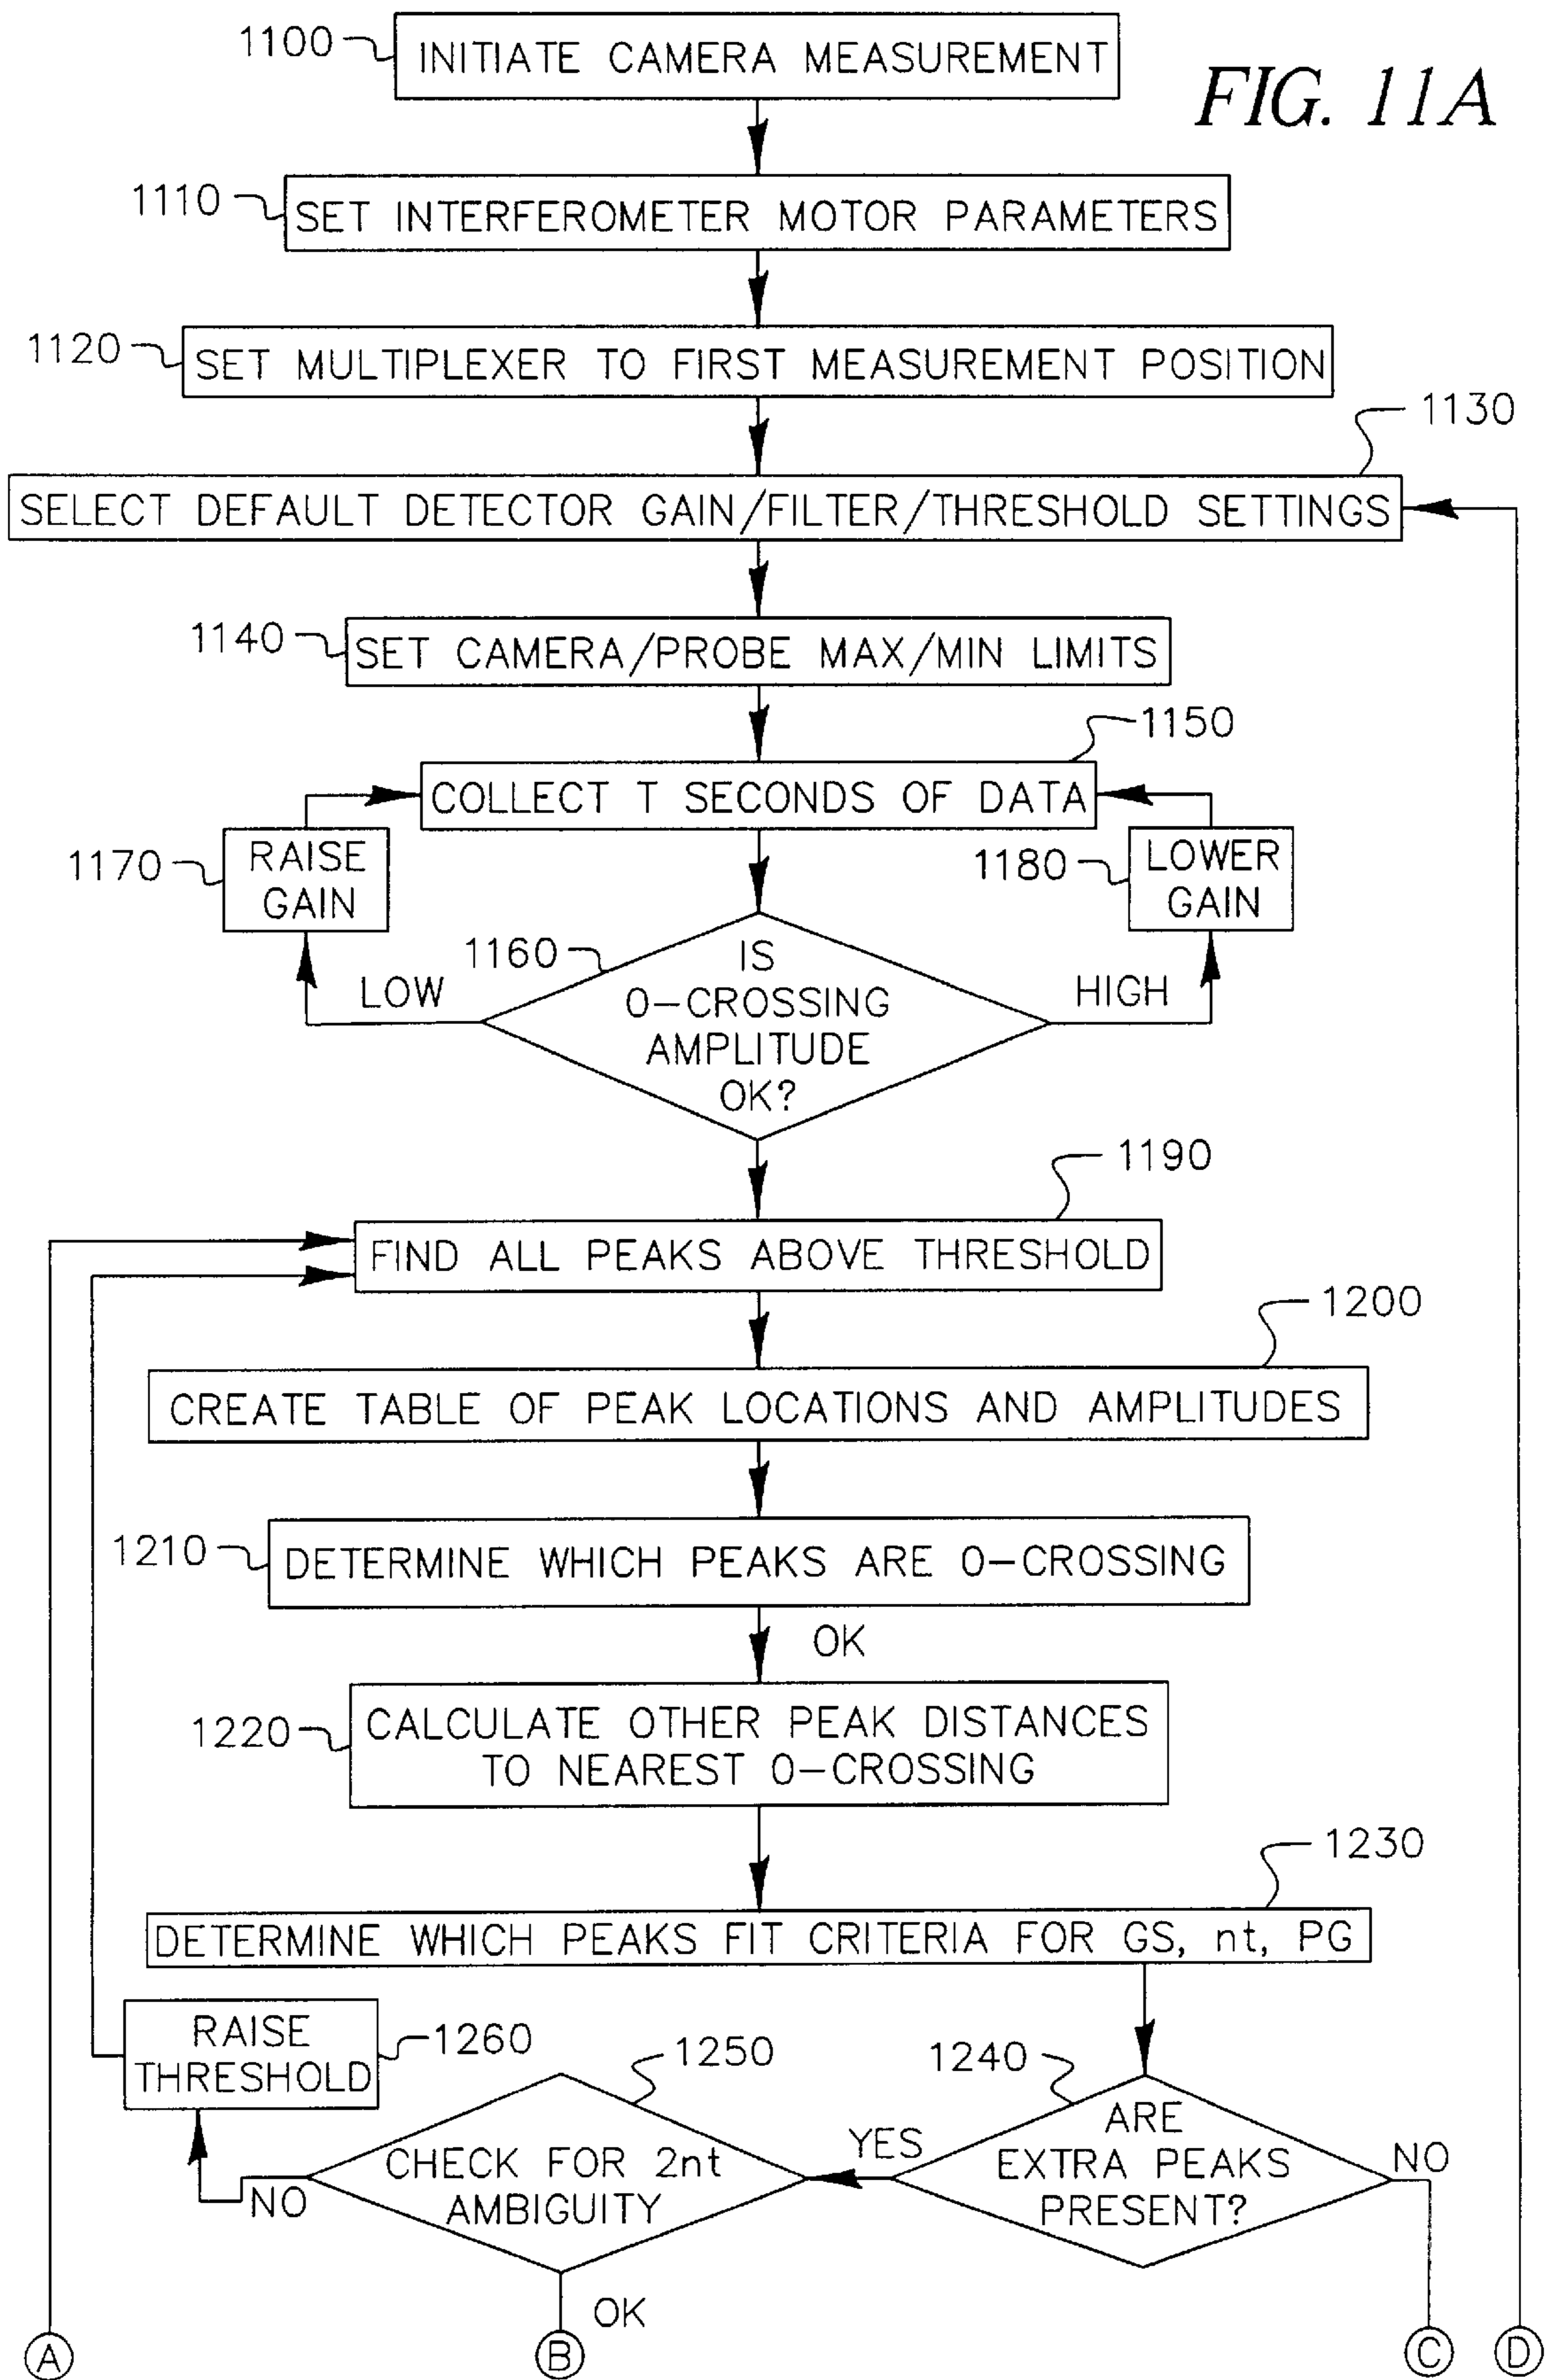 1100
INITIATE CAMERA MEASUREMENT
FIG. 11A
1110
SET INTERFEROMETER MOTOR PARAMETERS
1120
SET MULTIPLEXER TO FIRST MEASUREMENT POSITION
1130
SELECT DEFAULT DETECTOR GAIN/FILTER/THRESHOLD SETTINGS
1140
SET CAMERA/PROBE MAX/MIN LIMITS
1150
COLLECT T SECONDS OF DATA
1170
RAISE
GAIN
1180
LOWER
GAIN
1160
IS
0-CROSSING
AMPLITUDE
OK?
LOW
HIGH
1190
FIND ALL PEAKS ABOVE THRESHOLD
1200
CREATE TABLE OF PEAK LOCATIONS AND AMPLITUDES
1210
DETERMINE WHICH PEAKS ARE 0-CROSSING
OK
1220
CALCULATE OTHER PEAK DISTANCES
TO NEAREST 0-CROSSING
1230
DETERMINE WHICH PEAKS FIT CRITERIA FOR GS, nt, PG
RAISE
THRESHOLD
1260
1250
CHECK FOR 2nt
AMBIGUITY
NO
OK
1240
ARE
EXTRA PEAKS
PRESENT?
YES
NO
A
B
C
D